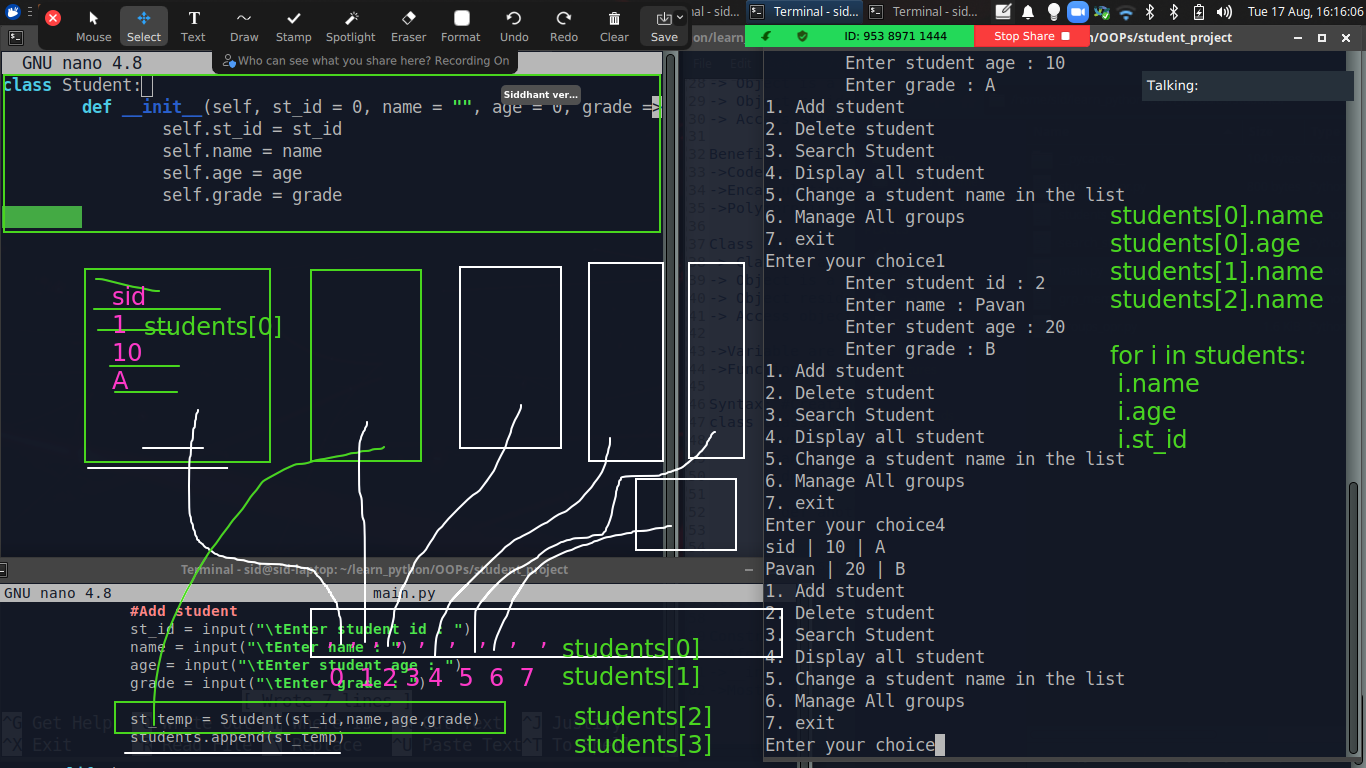 Terminal - sid...
Terminal - sid...
Tue 17 Aug, 16:16:06
Mouse
Select
Text
Draw
Stamp
Spotlight
Eraser
Format
Undo
Redo
Clear
Save
ID: 953 8971 1444
Stop Share
/OOPs/student_project
Who can see what you share here? Recording On
Talking:
GNU nano 4.8
Siddhant ver...
class Student:
def __init__(self, st_id = 0, name = "", age = 0, grade =>
self.st_id = st_id
self.name = name
self.age = age
self.grade = grade
sid
1
10
A
students[0]
Enter student age : 10
Enter grade : A
1. Add student
2. Delete student
3. Search Student
4. Display all student
5. Change a student name in the list
6. Manage All groups
7. exit
Enter your choice1
Enter student id : 2
Enter name : Pavan
Enter student age : 20
Enter grade : B
1. Add student
2. Delete student
3. Search Student
4. Display all student
5. Change a student name in the list
6. Manage All groups
7. exit
Enter your choice4
sid | 10 | A
Pavan | 20 | B
1. Add student
2. Delete student
3. Search Student
4. Display all student
5. Change a student name in the list
6. Manage All groups
7. exit
Enter your choice
students[0].name
students[0].age
students[1].name
students[2].name
for i in students:
i.name
i.age
i.st_id
Terminal - sid@sid-laptop: ~/learn_python/OOPs/student_project
GNU nano 4.8
main.py
#Add student
st_id = input("\tEnter student id : ")
name = input("\tEnter name : ")
age = input("\tEnter student age : ")
grade = input("\tEnter grade : ")
st_temp = Student(st_id,name,age,grade)
students.append(st_temp)
, , , , , , , ,
0 1 2 3 4 5 6 7
students[0]
students[1]
students[2]
students[3]
[ Wrote 7 lines ]
^G Get Help
^X Exit
^R Read File
^U Paste Text